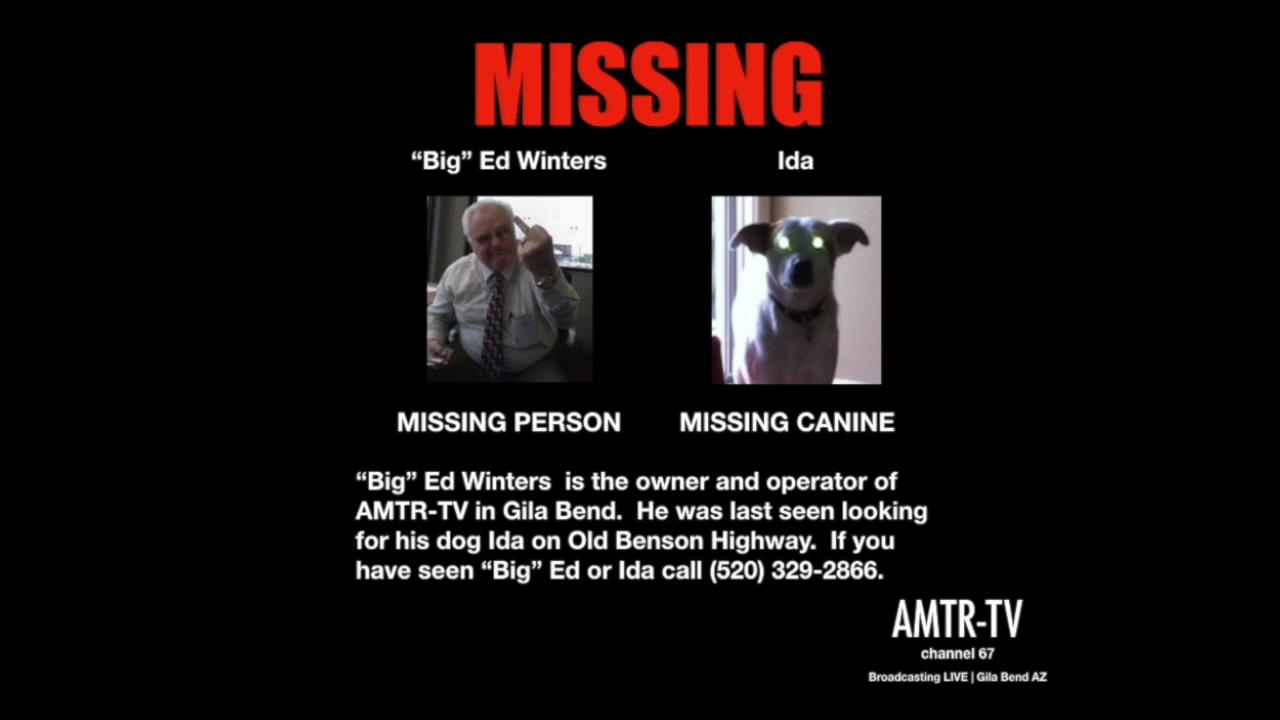 MISSING
“Big” Ed Winters
Ida
MISSING PERSON
MISSING CANINE
“Big” Ed Winters  is the owner and operator of
AMTR-TV in Gila Bend.  He was last seen looking
for his dog Ida on Old Benson Highway.  If you
have seen “Big” Ed or Ida call (520) 329-2866.
AMTR-TV
channel 67
Broadcasting LIVE | Gila Bend AZ